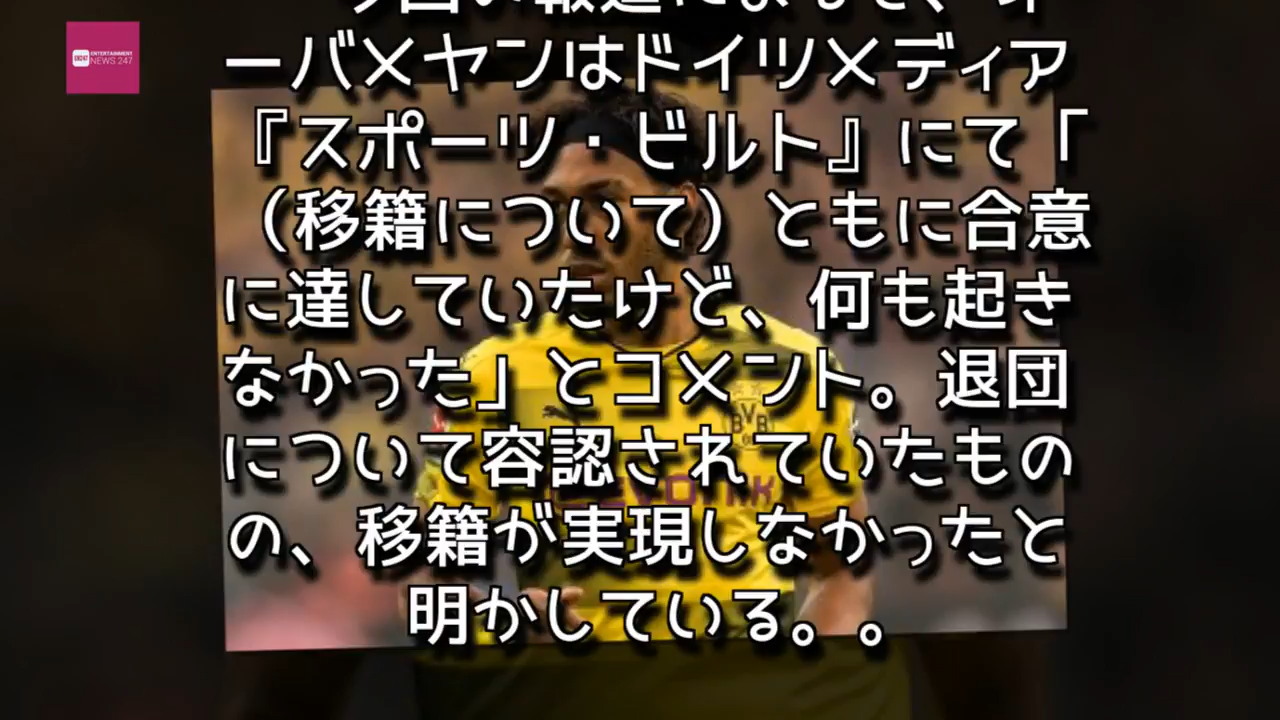 ENTERTAINMENT
NEWS 247
ーバメヤンはドイツメディア
『スポーツ・ビルト』にて「
（移籍について）ともに合意
に達していたけど、何も起き
なかった」とコメント。退団
について容認されていたもの
の、移籍が実現しなかったと
明かしている。。
BVB